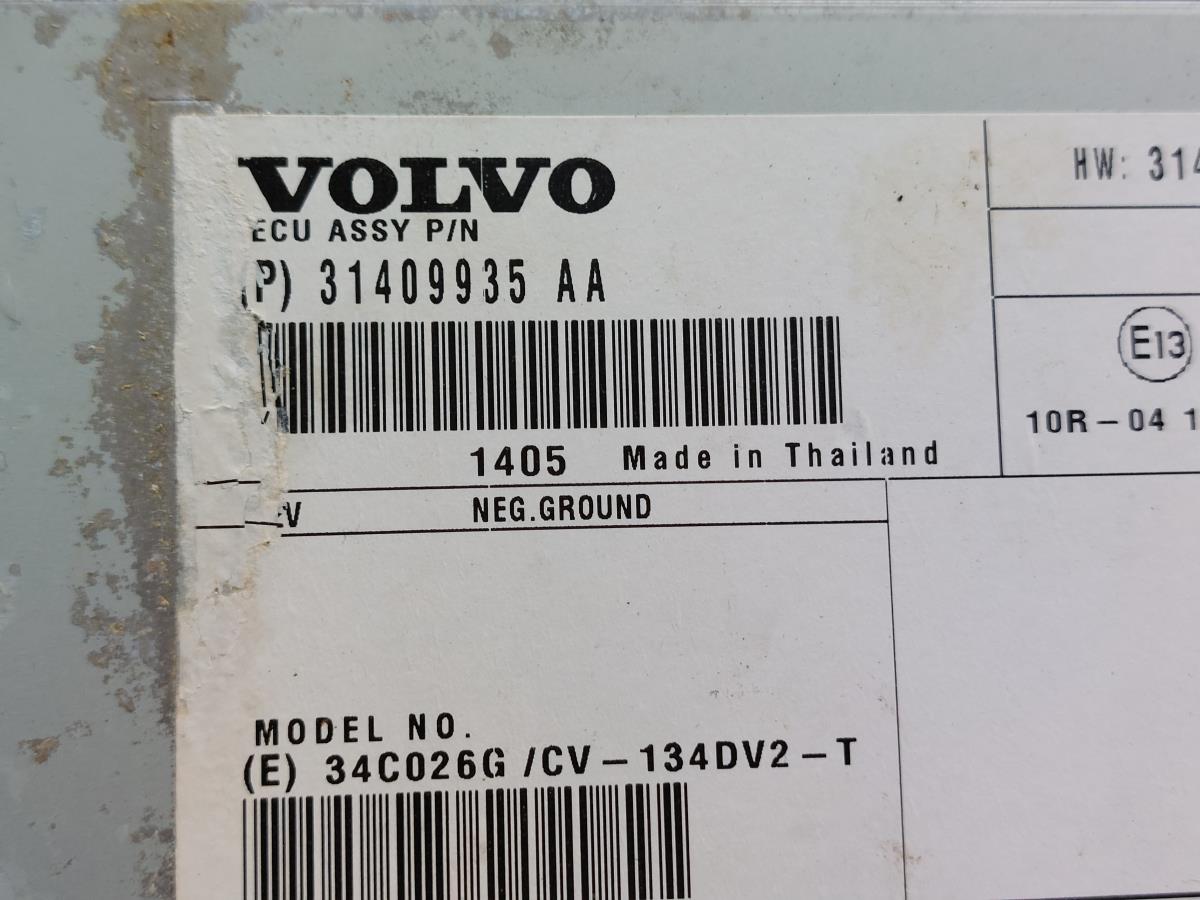 VOLVO
ECU ASSY P/N
(P) 31409935 AA
1405 Made in Thailand
NEG.GROUND
MODEL NO.
(E) 34C026G /CV-134DV2-T
HW: 314
E13
10R-04 1